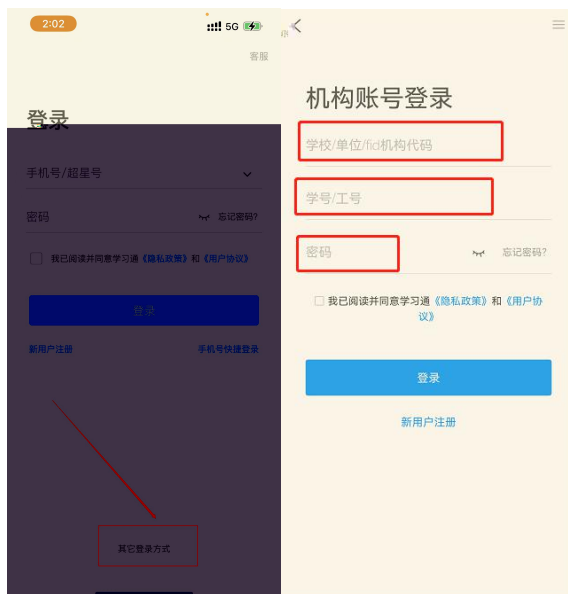 2:02
5G
客服
登录
手机号/超星号
密码
忘记密码?
我已阅读并同意学习通《隐私政策》和《用户协议》
登录
新用户注册
手机号快捷登录
其它登录方式
机构账号登录
学校/单位/fid机构代码
学号/工号
密码
忘记密码?
我已阅读并同意学习通《隐私政策》和《用户协
议》
登录
新用户注册